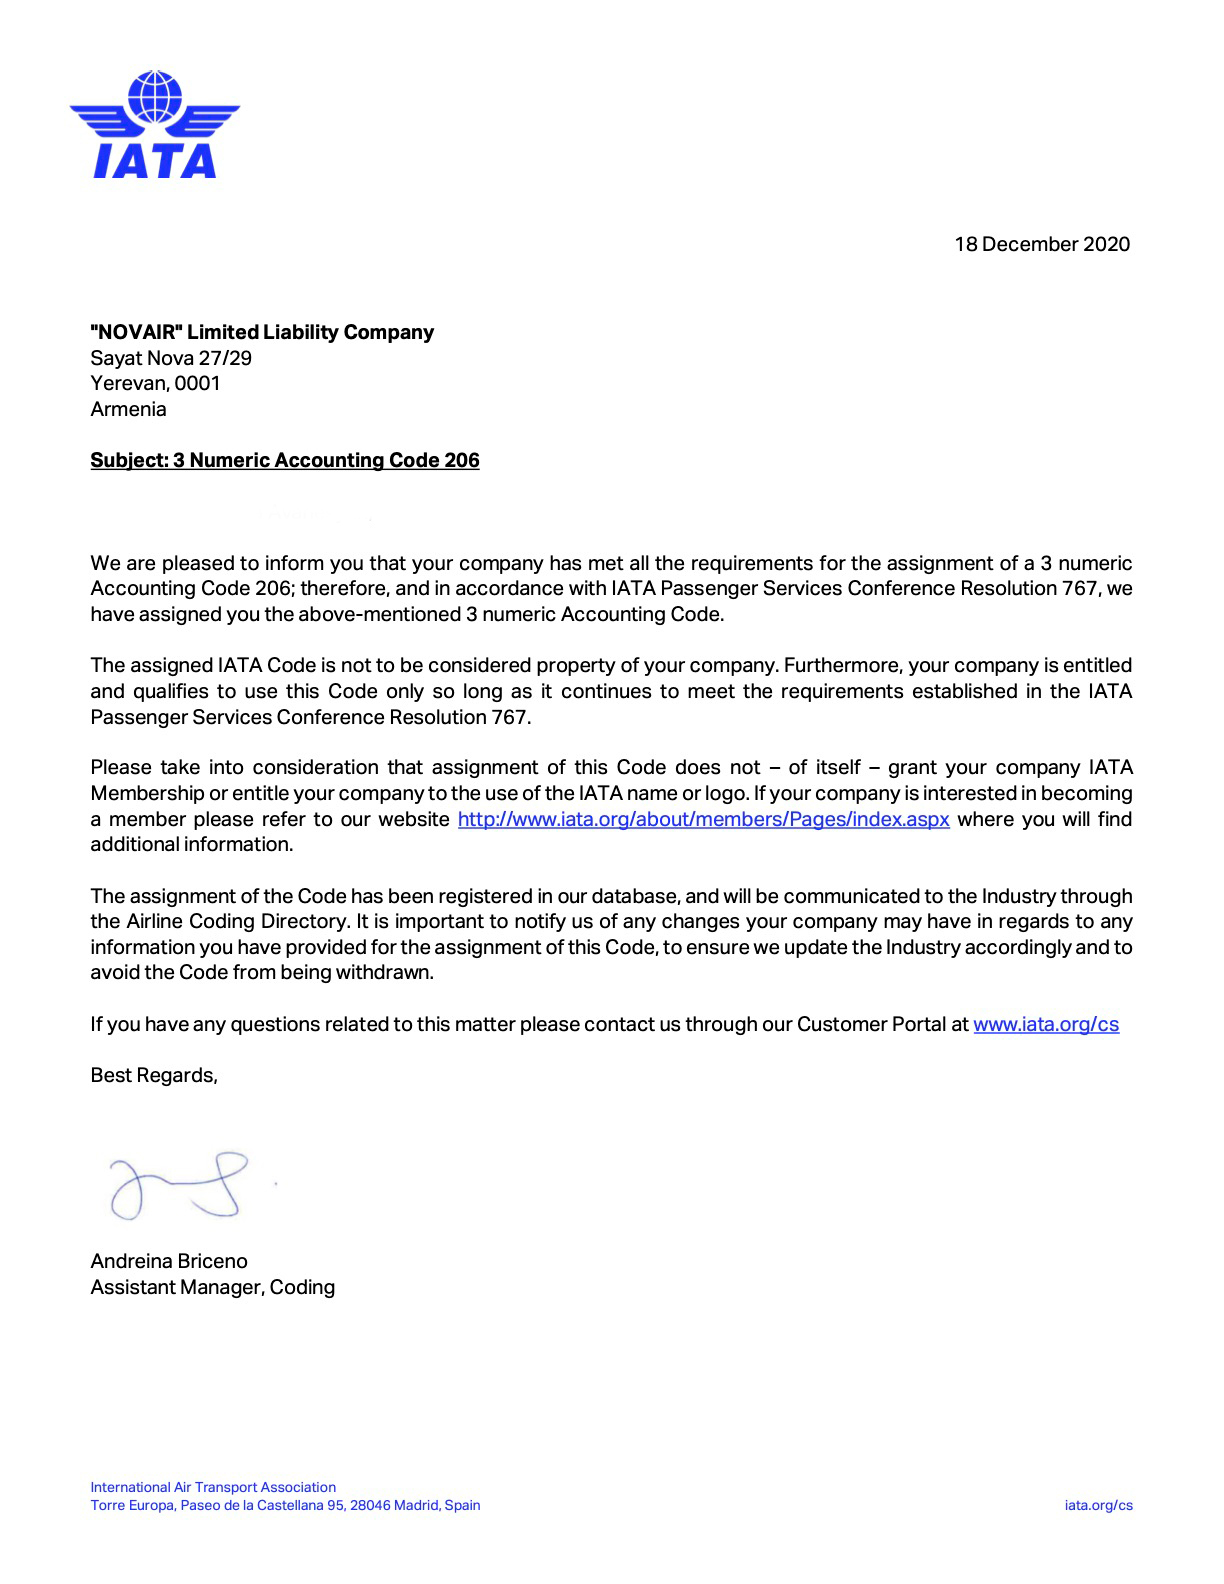 IATA
18 December 2020
"NOVAIR" Limited Liability Company
Sayat Nova 27/29
Yerevan, 0001
Armenia
Subject: 3 Numeric Accounting Code 206
We are pleased to inform you that your company has met all the requirements for the assignment of a 3 numeric
Accounting Code 206; therefore, and in accordance with IATA Passenger Services Conference Resolution 767, we
have assigned you the above-mentioned 3 numeric Accounting Code.
The assigned IATA Code is not to be considered property of your company. Furthermore, your company is entitled
and qualifies to use this Code only so long as it continues to meet the requirements established in the IATA
Passenger Services Conference Resolution 767.
Please take into consideration that assignment of this Code does not – of itself – grant your company IATA
Membership or entitle your company to the use of the IATA name or logo. If your company is interested in becoming
a member please refer to our website http://www.iata.org/about/members/Pages/index.aspx where you will find
additional information.
The assignment of the Code has been registered in our database, and will be communicated to the Industry through
the Airline Coding Directory. It is important to notify us of any changes your company may have in regards to any
information you have provided for the assignment of this Code, to ensure we update the Industry accordingly and to
avoid the Code from being withdrawn.
If you have any questions related to this matter please contact us through our Customer Portal at www.iata.org/cs
Best Regards,
Andreina Briceno
Assistant Manager, Coding
International Air Transport Association
Torre Europa, Paseo de la Castellana 95, 28046 Madrid, Spain
iata.org/cs